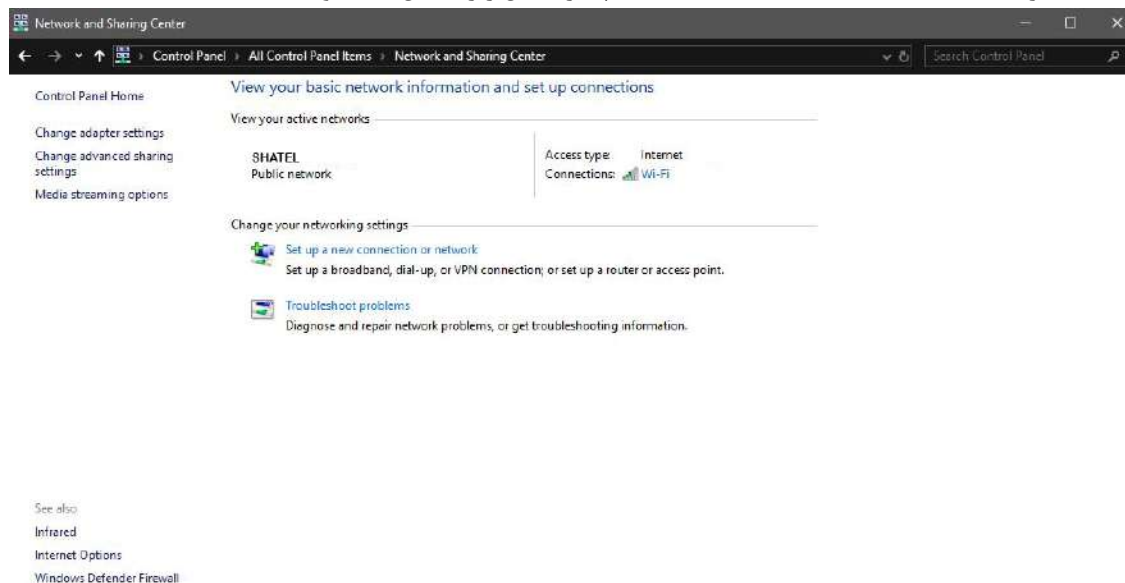 Network and Sharing Center
Control Panel › All Control Panel Items › Network and Sharing Center
Search Control Panel
Control Panel Home
Change adapter settings
Change advanced sharing
settings
Media streaming options
View your basic network information and set up connections
View your active networks
SHATEL
Public network
Access type: Internet
Connections: Wi-Fi
Change your networking settings
Set up a new connection or network
Set up a broadband, dial-up, or VPN connection; or set up a router or access point.
Troubleshoot problems
Diagnose and repair network problems, or get troubleshooting information.
See also
Infrared
Internet Options
Windows Defender Firewall